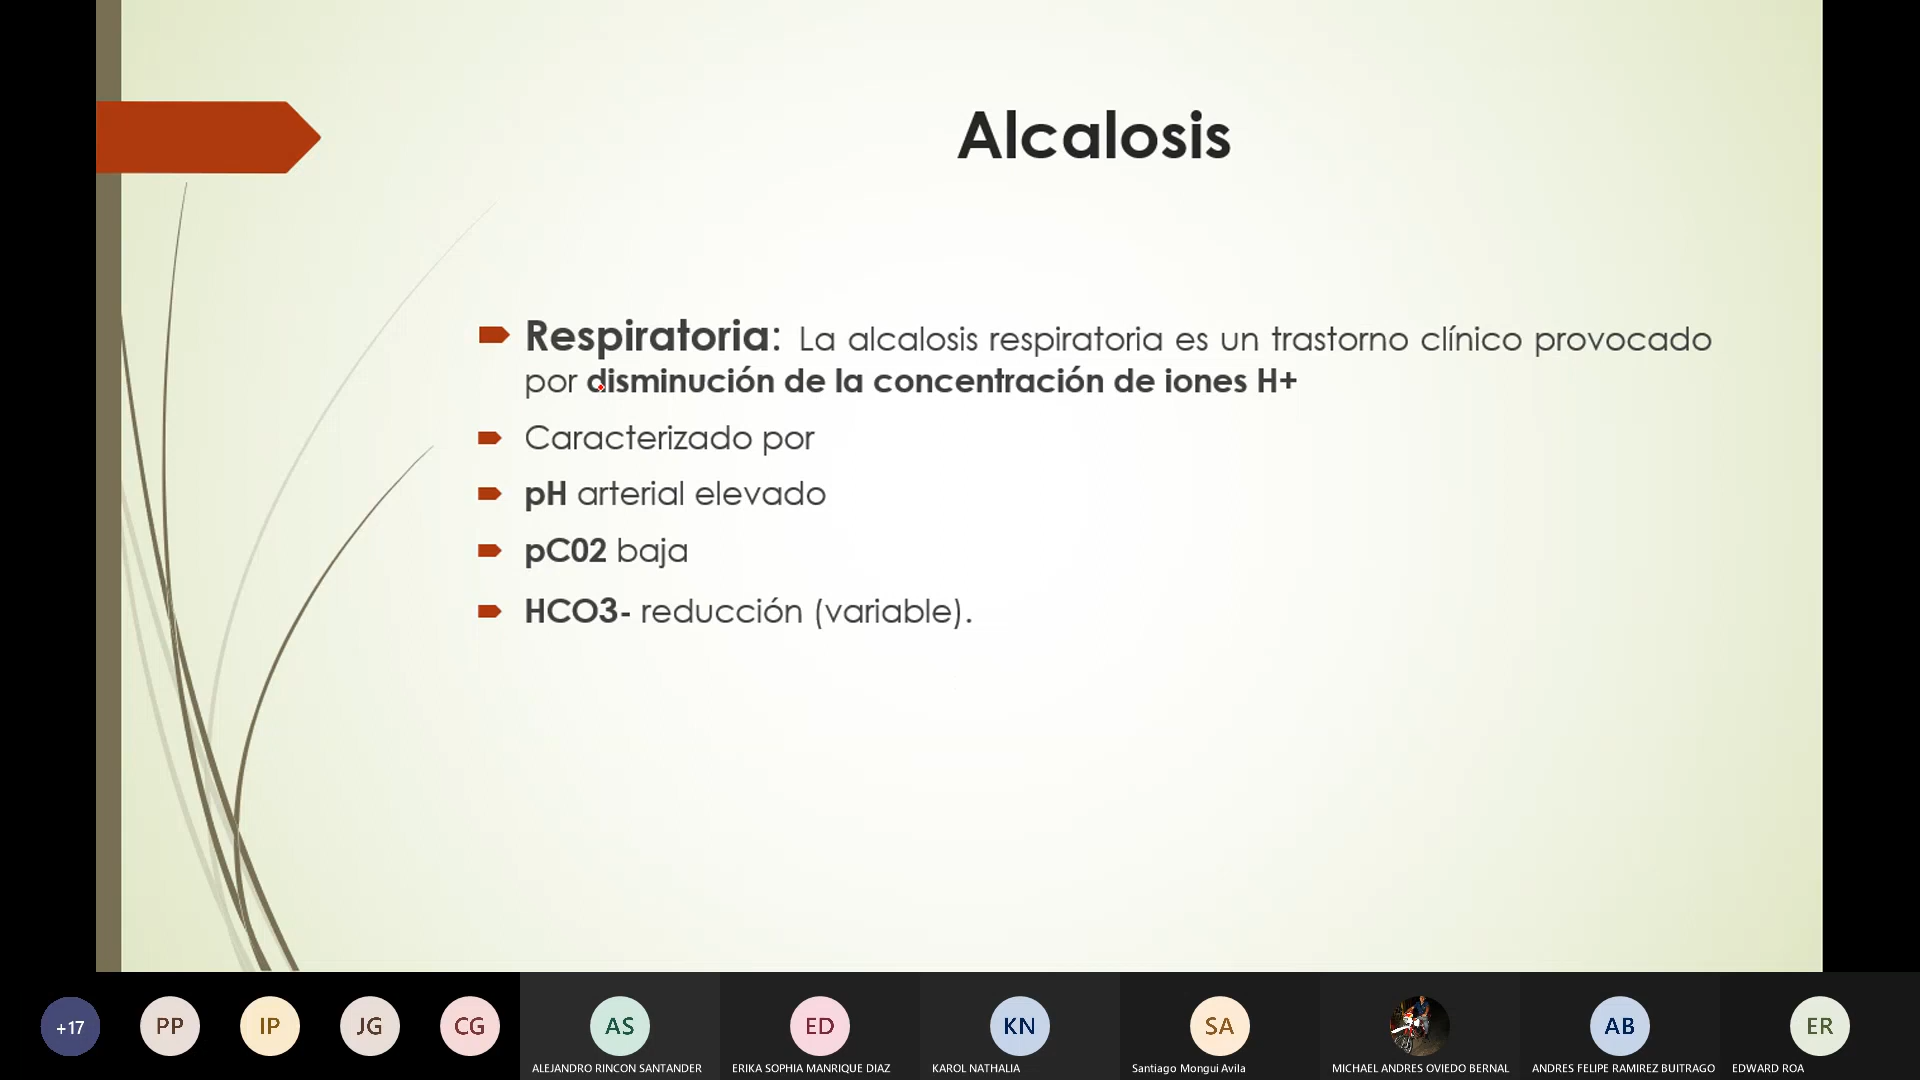 Alcalosis
Respiratoria: La alcalosis respiratoria es un trastorno clínico provocado
por disminución de la concentración de iones H+
Caracterizado por
pH arterial elevado
pC02 baja
HCO3- reducción (variable).
+17
PP
IP
JG
CG
AS
ED
KN
SA
AB
ER
ALEJANDRO RINCON SANTANDER
ERIKA SOPHIA MANRIQUE DIAZ
KAROL NATHALIA
Santiago Mongui Avila
MICHAEL ANDRES OVIEDO BERNAL
ANDRES FELIPE RAMIREZ BUITRAGO
EDWARD ROA